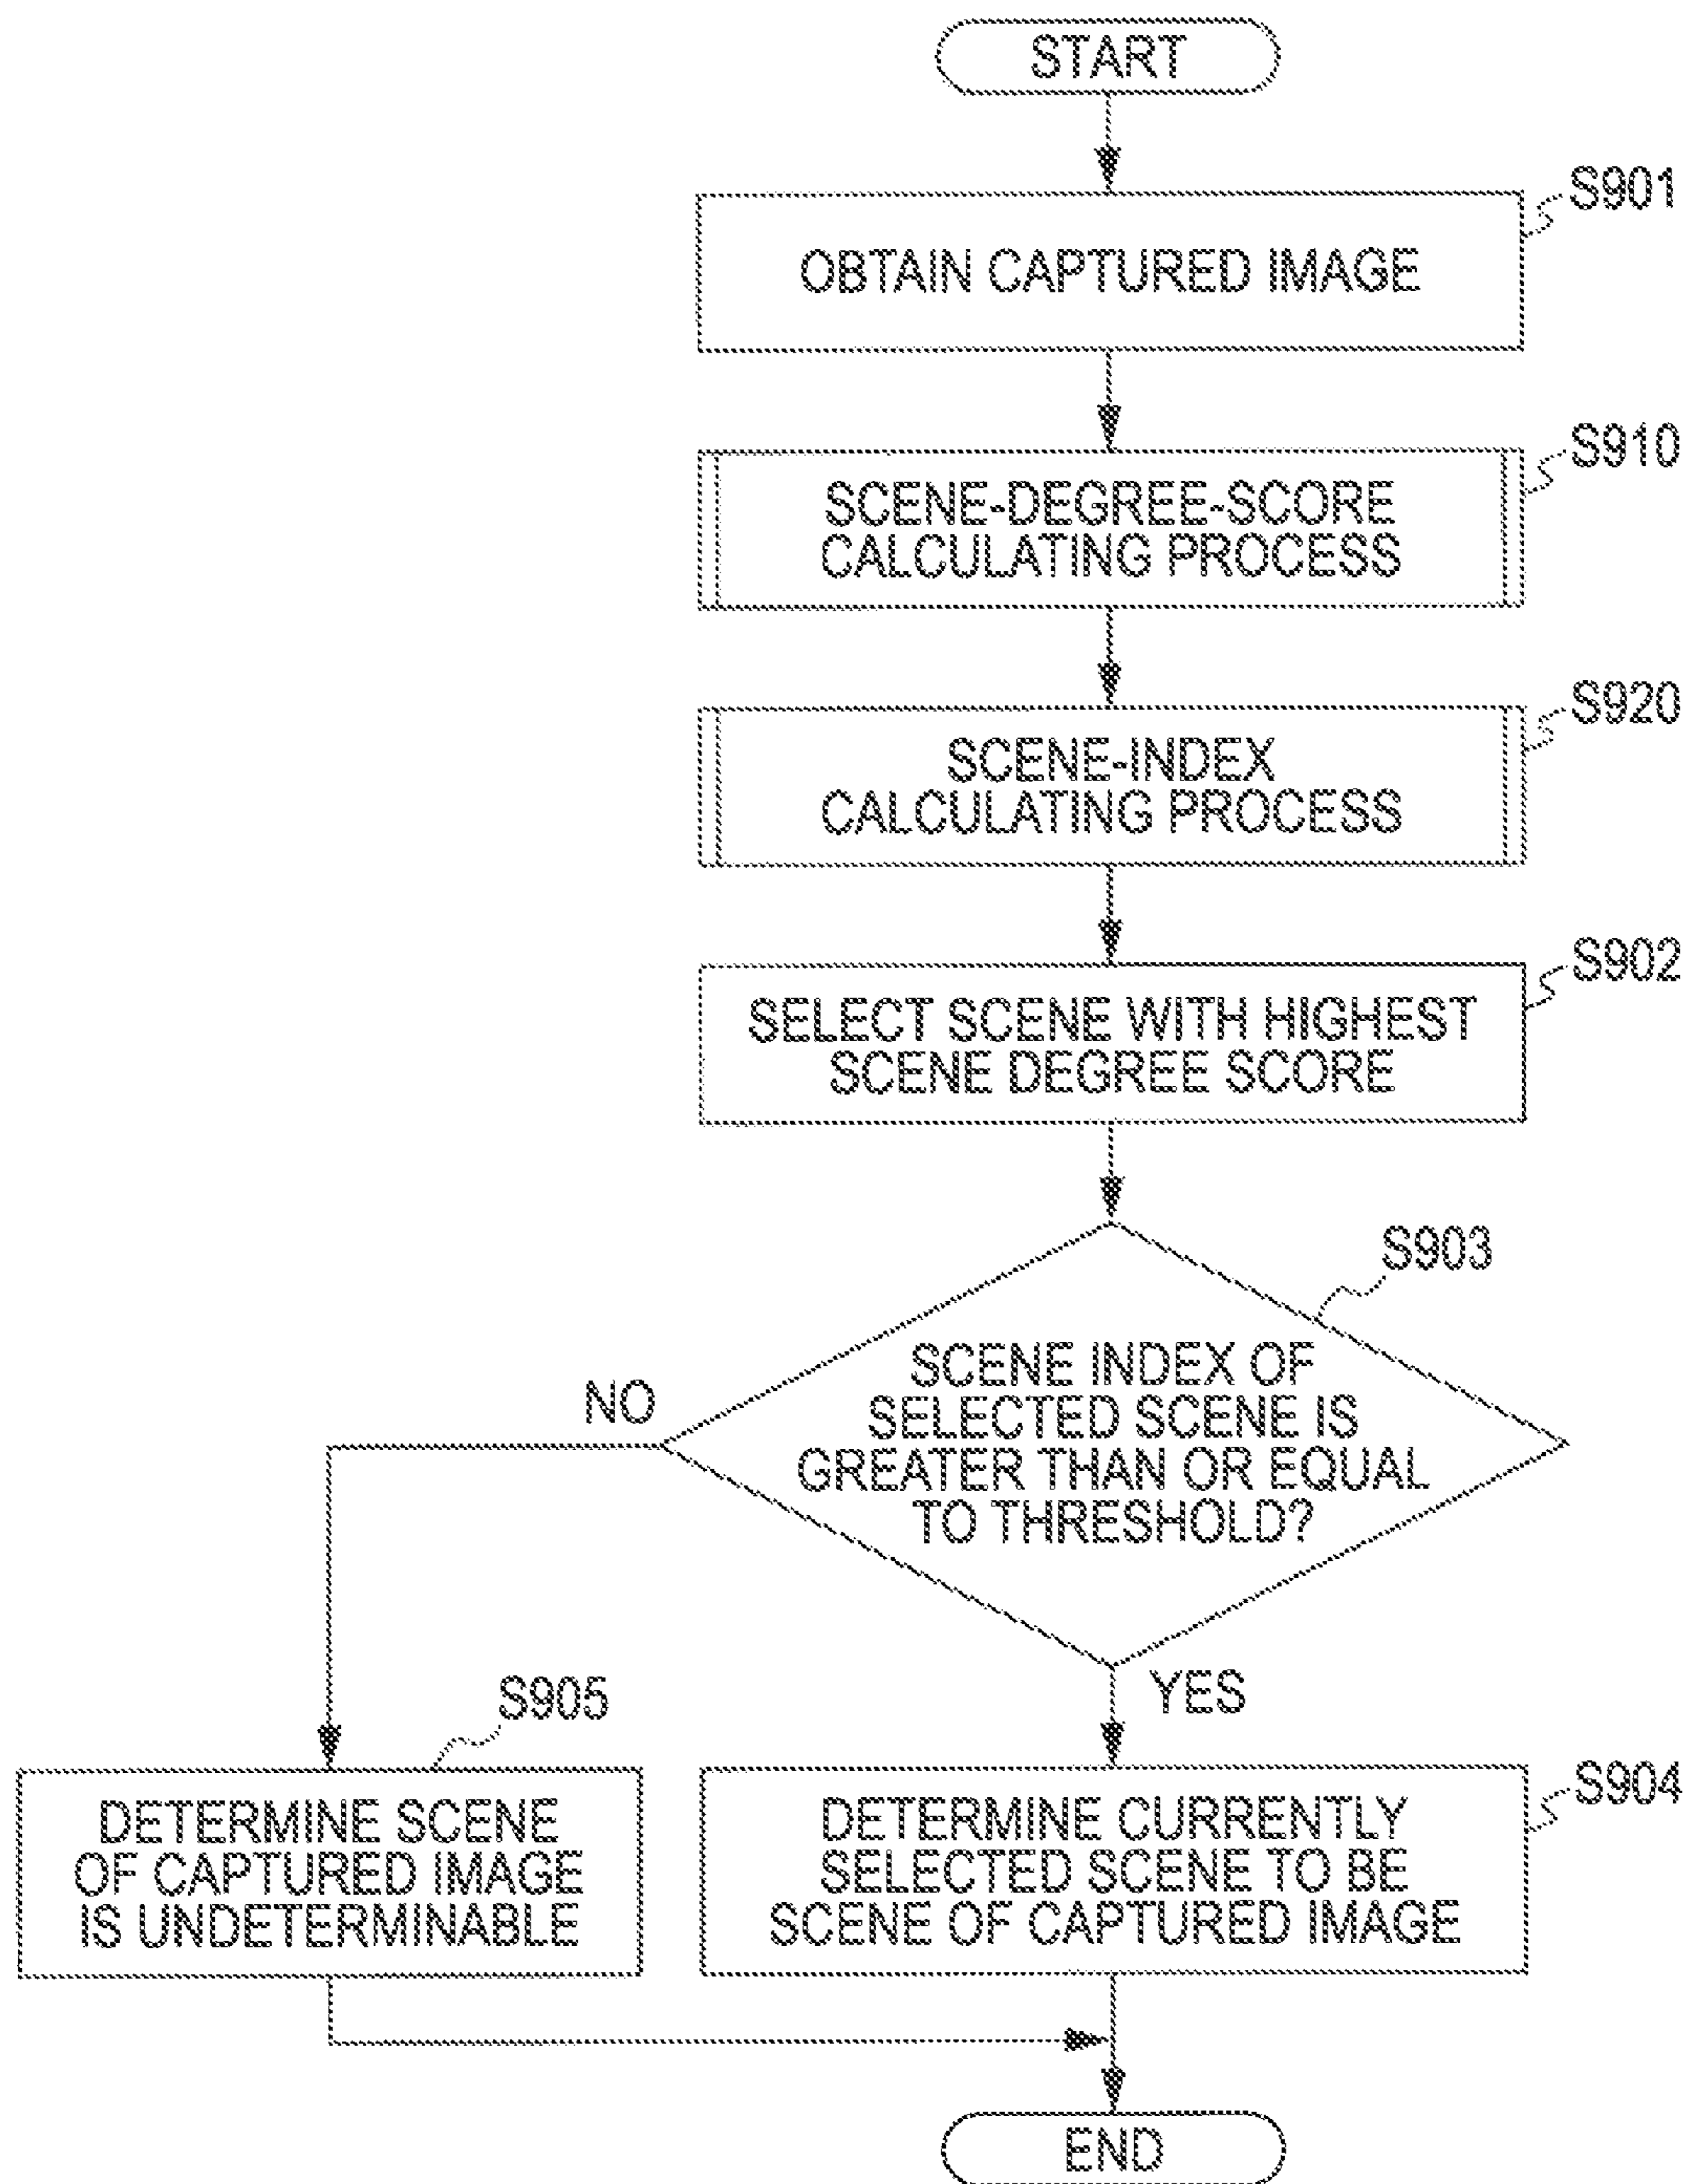 START
S901
OBTAIN CAPTURED IMAGE
S910
SCENE-DEGREE-SCORE
CALCULATING PROCESS
S920
SCENE-INDEX
CALCULATING PROCESS
S902
SELECT SCENE WITH HIGHEST
SCENE DEGREE SCORE
S903
SCENE INDEX OF
SELECTED SCENE IS
GREATER THAN OR EQUAL
TO THRESHOLD?
NO
YES
S905
DETERMINE SCENE
OF CAPTURED IMAGE
IS UNDETERMINABLE
S904
DETERMINE CURRENTLY
SELECTED SCENE TO BE
SCENE OF CAPTURED IMAGE
END